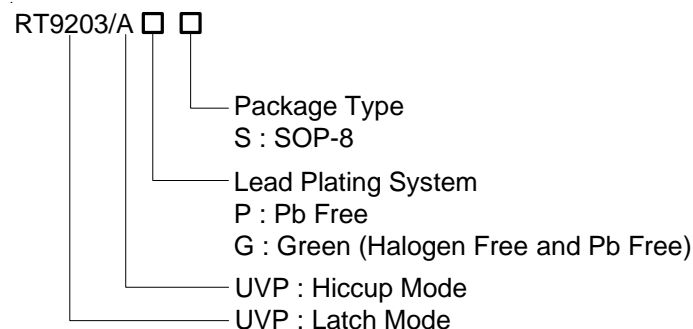 RT9203/A □ □
Package Type
S : SOP-8
Lead Plating System
P : Pb Free
G : Green (Halogen Free and Pb Free)
UVP : Hiccup Mode
UVP : Latch Mode